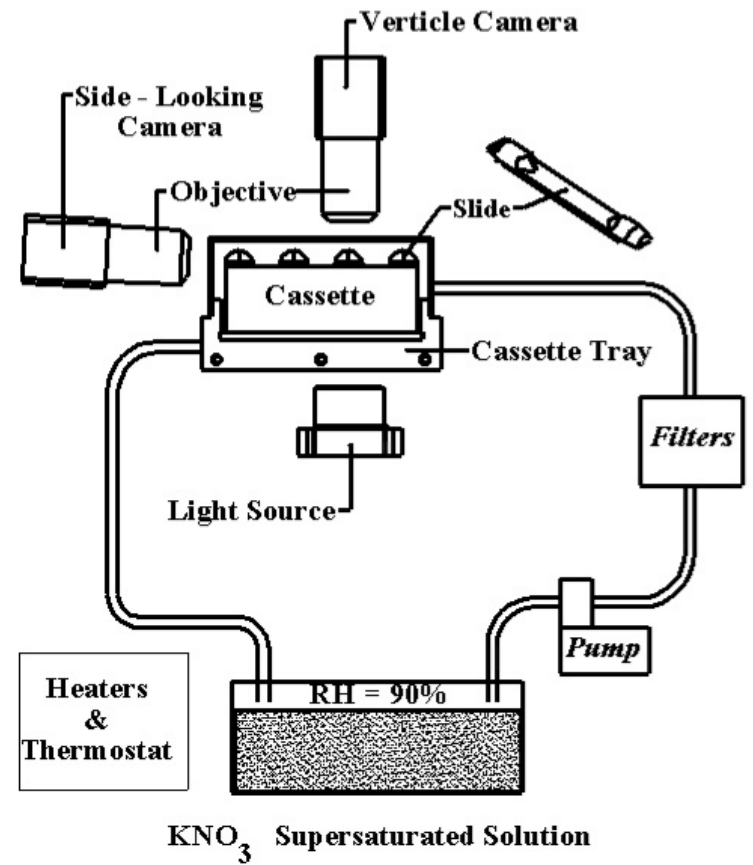 Verticle Camera
Side - Looking
Camera
Objective
Slide
Cassette
Cassette Tray
Filters
Light Source
Pump
Heaters
&
Thermostat
RH = 90%
KNO₃ Supersaturated Solution